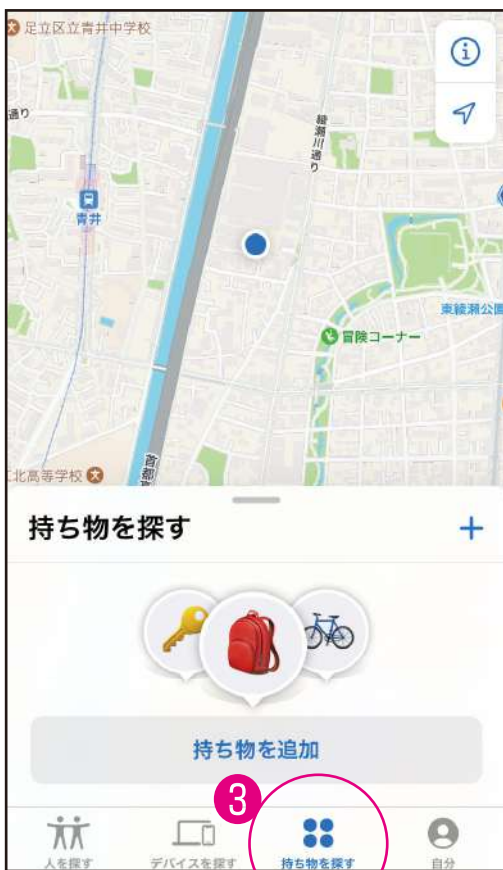 足立区立青井中学校
通り
綾瀬川通り
青井
東綾瀬公園
冒険コーナー
北高等学校
首都高
持ち物を探す
持ち物を追加
3
人を探す
デバイスを探す
持ち物を探す
自分